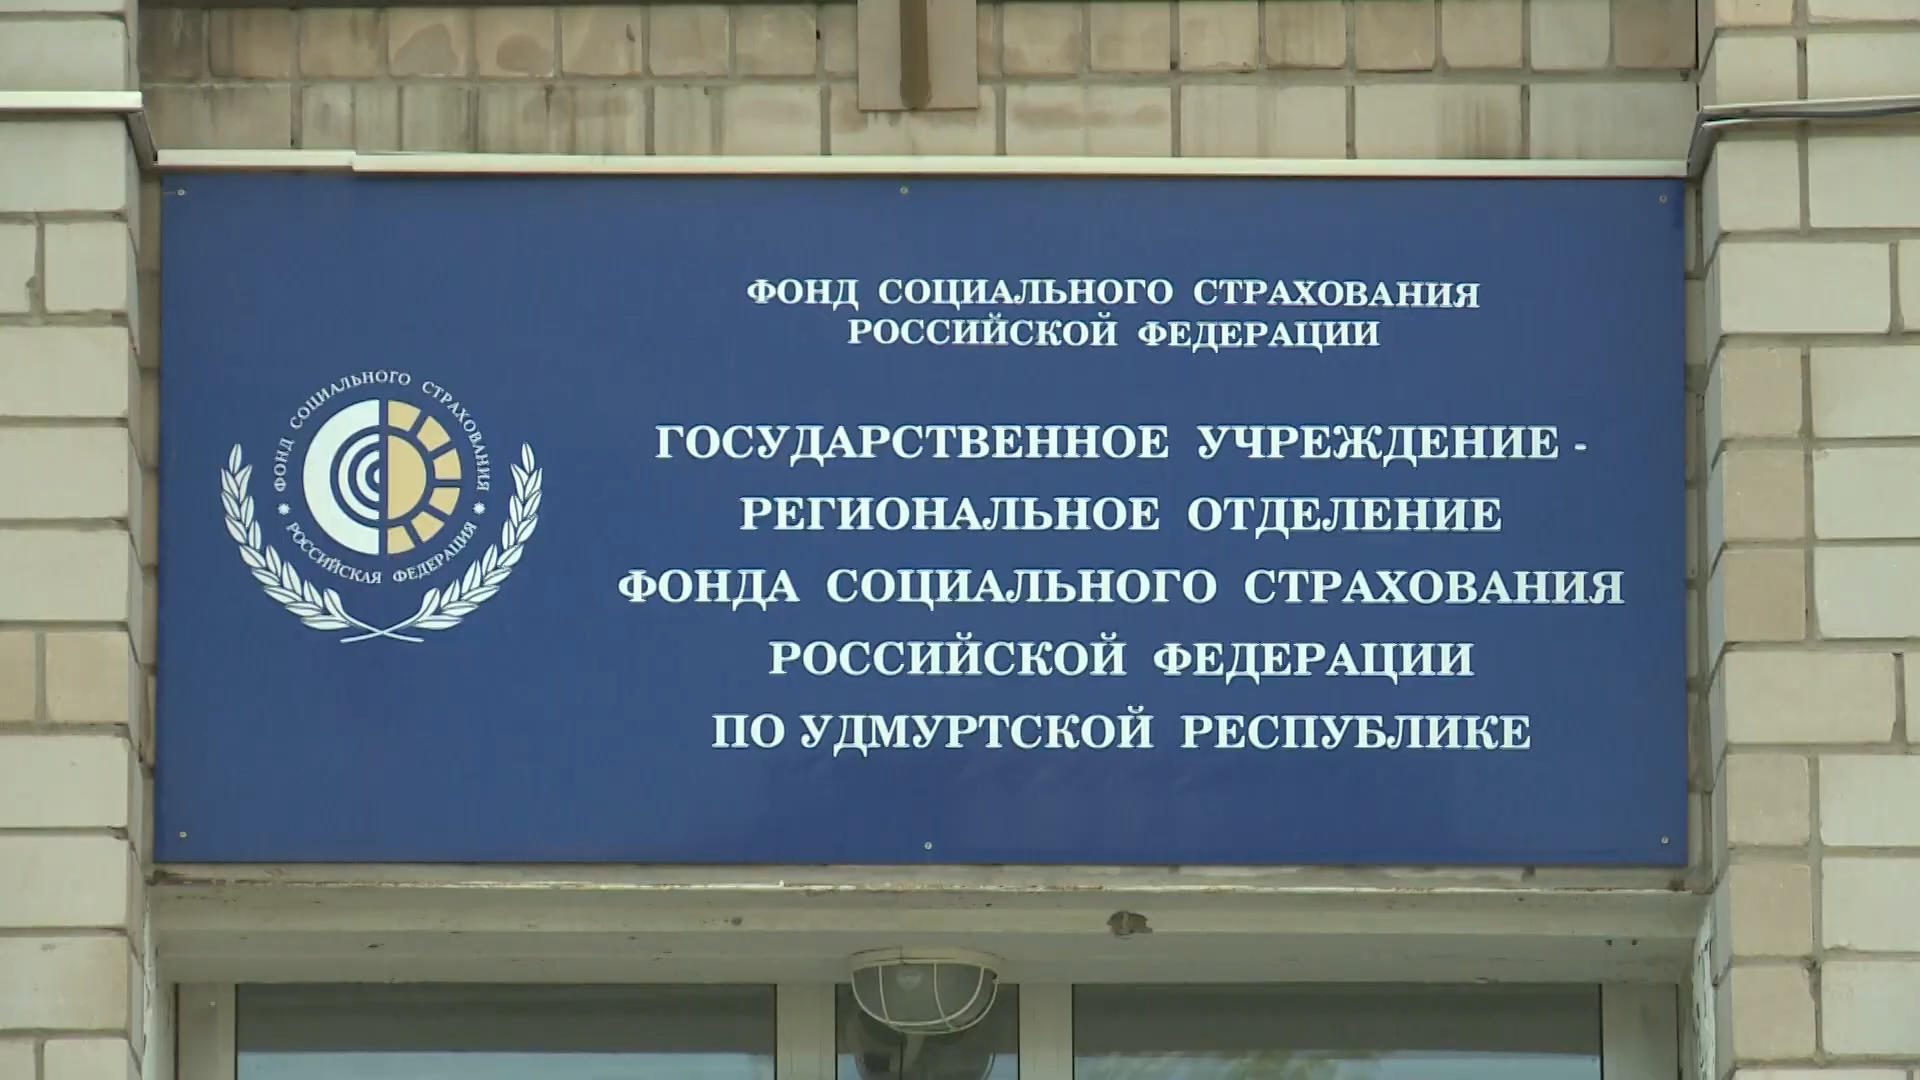 ФОНД СОЦИАЛЬНОГО СТРАХОВАНИЯ
РОССИЙСКОЙ ФЕДЕРАЦИИ
ФОНД СОЦИАЛЬНОГО СТРАХОВАНИЯ
РОССИЙСКАЯ ФЕДЕРАЦИЯ
ГОСУДАРСТВЕННОЕ УЧРЕЖДЕНИЕ -
РЕГИОНАЛЬНОЕ ОТДЕЛЕНИЕ
ФОНДА СОЦИАЛЬНОГО СТРАХОВАНИЯ
РОССИЙСКОЙ ФЕДЕРАЦИИ
ПО УДМУРТСКОЙ РЕСПУБЛИКЕ